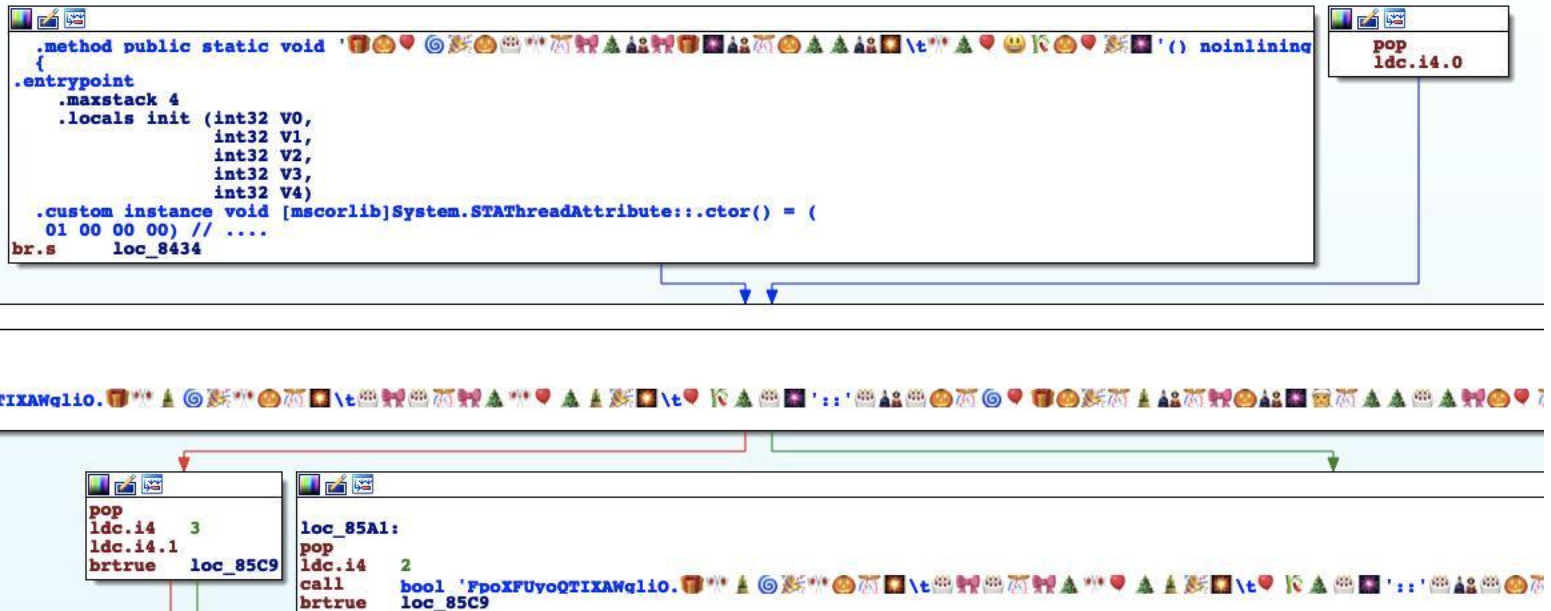 .method public static void '🎁🎃🎈 🌀🎉🎃🎂🎌🎊🎀🎄🎎🎀🎁🎆🎎🎊🎃🎄🎄🎎🎇\t🎌🎄🎈 😃🎋🎃🎈🎉🎆'() noinlining
{
.entrypoint
.maxstack 4
.locals init (int32 V0,
int32 V1,
int32 V2,
int32 V3,
int32 V4)
.custom instance void [mscorlib]System.STAThreadAttribute::.ctor() = (
01 00 00 00) // ....
br.s loc_8434
pop
ldc.i4.0
TIXAWqliO.🎁🎌🎍🌀🎉🎌🎃🎊🎇\t🎂🎀🎂🎊🎀🎄🎌🎈 🎄🎍🎉🎇\t🎈 🎋🎄🎂🎆'::'🎂🎎🎂🎃🎊🌀🎈 🎁🎃🎉🎊🎍🎎🎊🎀🎃🎎🎆🎅🎊🎄🎄🎂🎄🎀🎃🎈
pop
ldc.i4 3
ldc.i4.1
brtrue loc_85C9
loc_85A1:
pop
ldc.i4 2
call bool 'FpoXFUyoQTIXAWqliO.🎁🎌🎍🌀🎉🎌🎃🎊🎇\t🎂🎀🎂🎊🎀🎄🎌🎈 🎄🎍🎉🎇\t🎈 🎋🎄🎂🎆'::'🎂🎎🎂🎃
brtrue loc_85C9